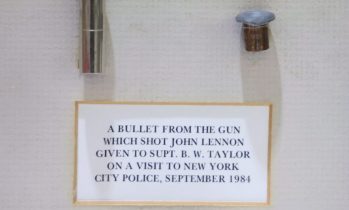 A BULLET FROM THE GUN
WHICH SHOT JOHN LENNON
GIVEN TO SUPT. B. W. TAYLOR
ON A VISIT TO NEW YORK
CITY POLICE, SEPTEMBER 1984